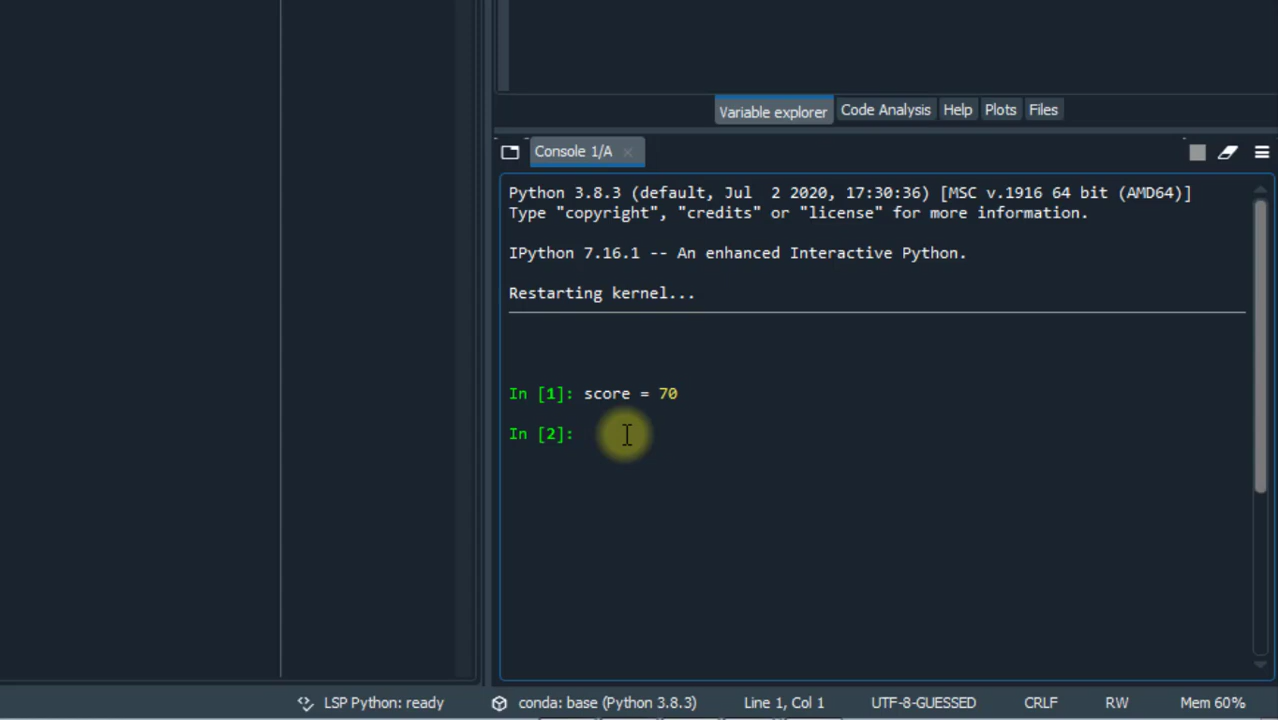 Variable explorer Code Analysis Help Plots Files
Console 1/A
Python 3.8.3 (default, Jul  2 2020, 17:30:36) [MSC v.1916 64 bit (AMD64)]
Type "copyright", "credits" or "license" for more information.
IPython 7.16.1 -- An enhanced Interactive Python.
Restarting kernel...
In [1]: score = 70
In [2]:
LSP Python: ready conda: base (Python 3.8.3) Line 1, Col 1 UTF-8-GUESSED CRLF RW Mem 60%